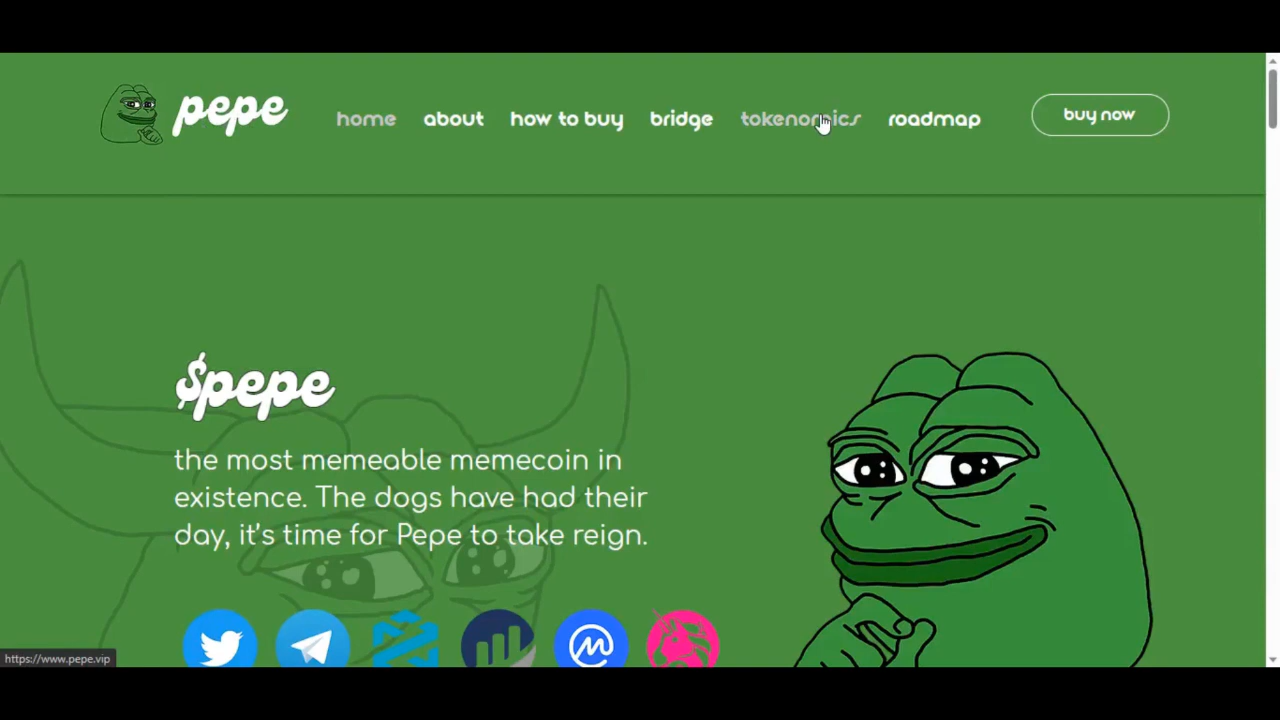 pepe
home about how to buy bridge tokenomics roadmap
buy now
$pepe
the most memeable memecoin in
existence. The dogs have had their
day, it's time for Pepe to take reign.
https://www.pepe.vip